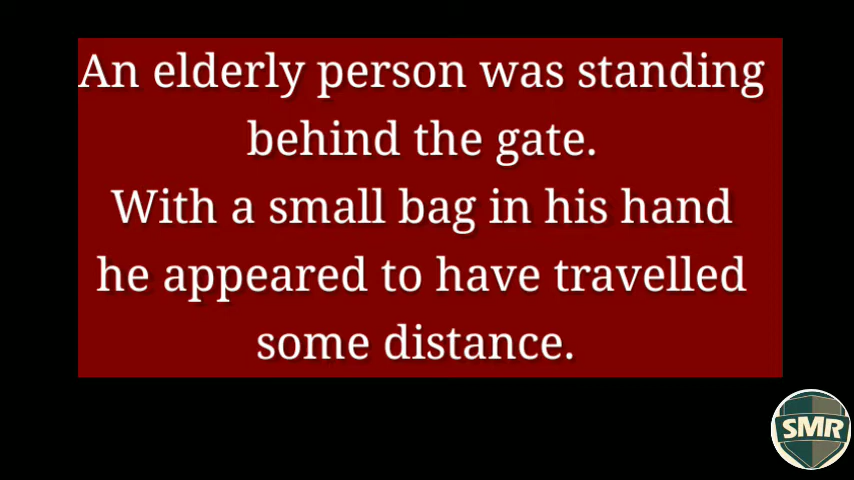 An elderly person was standing
behind the gate.
With a small bag in his hand
he appeared to have travelled
some distance.
SMR